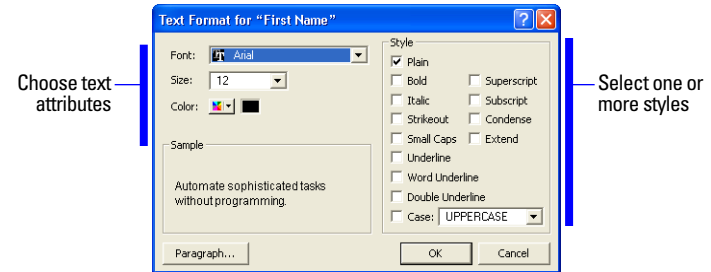 Text Format for “First Name”
Choose text
attributes
Font: Arial
Size: 12
Color:
Sample
Automate sophisticated tasks
without programming.
Paragraph...
Style
Plain
Bold Superscript
Italic Subscript
Strikeout Condense
Small Caps Extend
Underline
Word Underline
Double Underline
Case: UPPERCASE
OK Cancel
Select one or
more styles